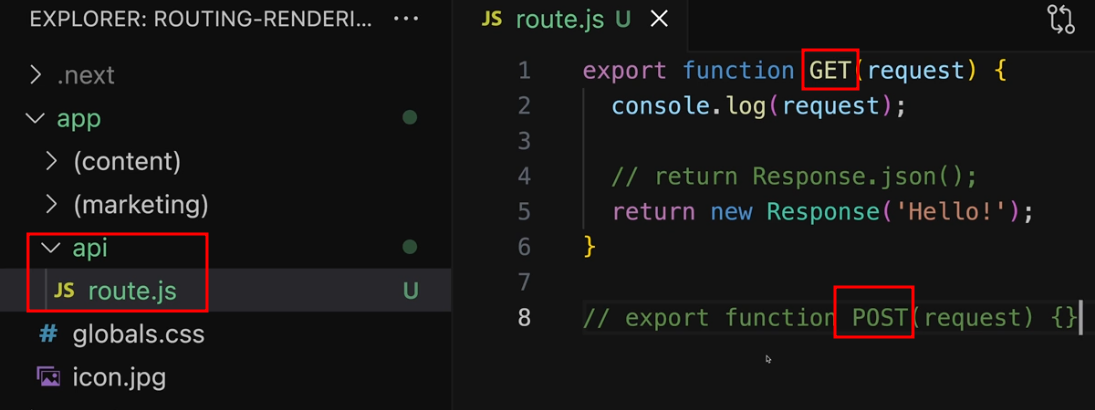 EXPLORER: ROUTING-RENDERI... ...
> .next
app
> (content)
> (marketing)
api
JS route.js U
# globals.css
icon.jpg
JS route.js U ×
1 export function GET(request) {
2 console.log(request);
3
4 // return Response.json();
5 return new Response('Hello!');
6 }
7
8 // export function POST(request) {}